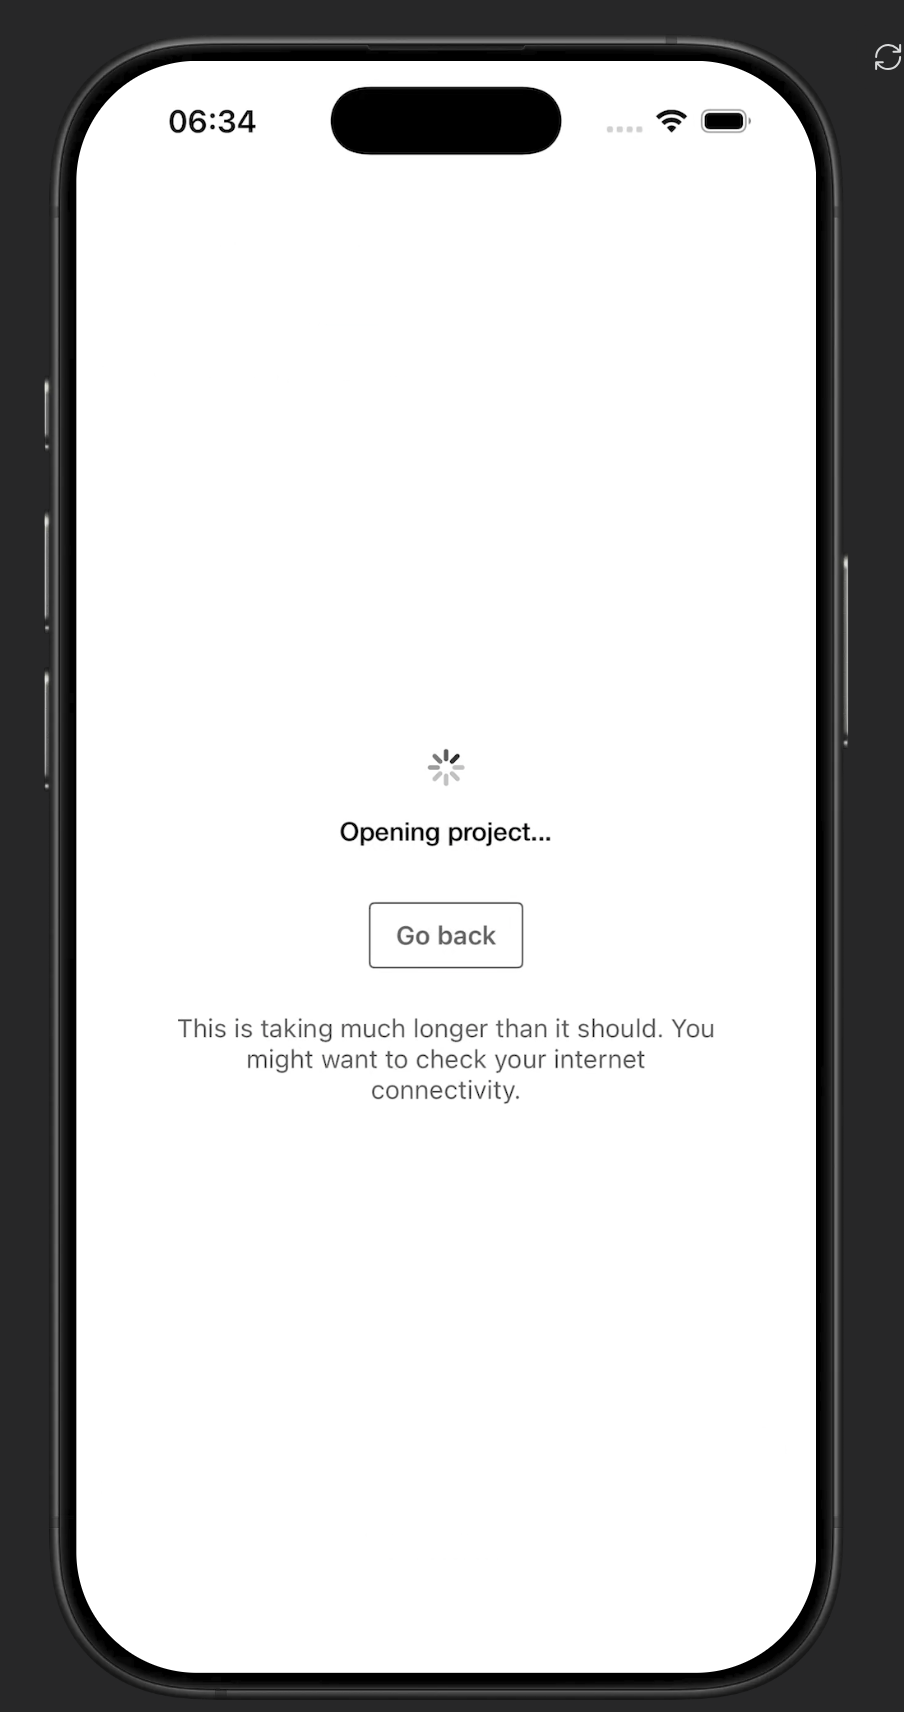 06:34
Opening project...
Go back
This is taking much longer than it should. You
might want to check your internet
connectivity.